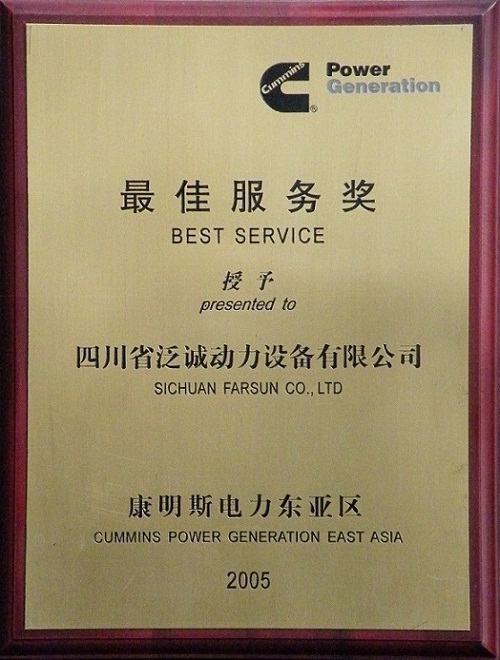 Cummins
®
Power
Generation
最佳服务奖
BEST SERVICE
授予
presented to
四川省泛诚动力设备有限公司
SICHUAN FARSUN CO., LTD
康明斯电力东亚区
CUMMINS POWER GENERATION EAST ASIA
2005